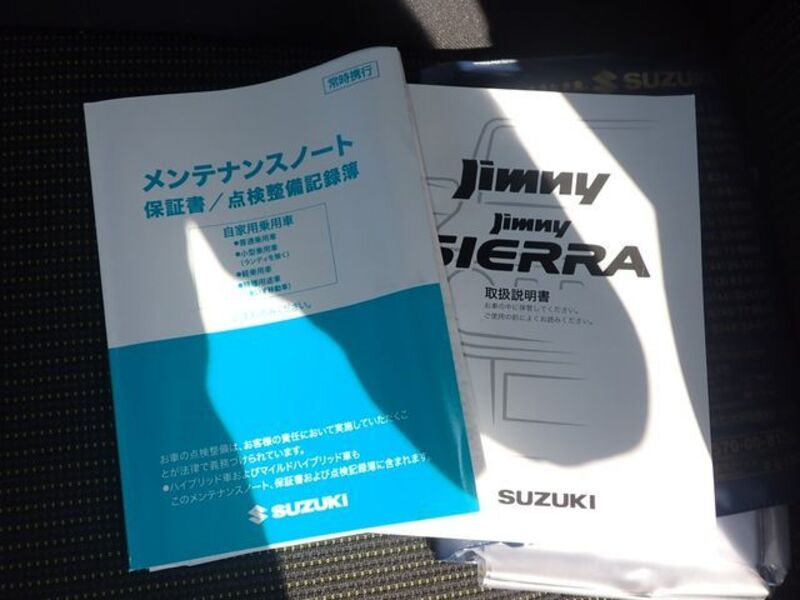 常時携行
メンテナンスノート
保証書／点検整備記録簿
自家用乗用車
●普通乗用車
●小型乗用車
(ランディを除く)
●軽乗用車
●特種用途車
お車の点検整備は、お客様の責任において実施していただくこ
とが法律で義務づけられています。
●ハイブリッド車およびマイルドハイブリッド車も
このメンテナンスノート、保証書および点検記録簿に含まれます。
SUZUKI
SUZUKI
Jimny
Jimny
SIERRA
取扱説明書
お車の中に保管してください。
ご使用の前によくお読みください。
SUZUKI